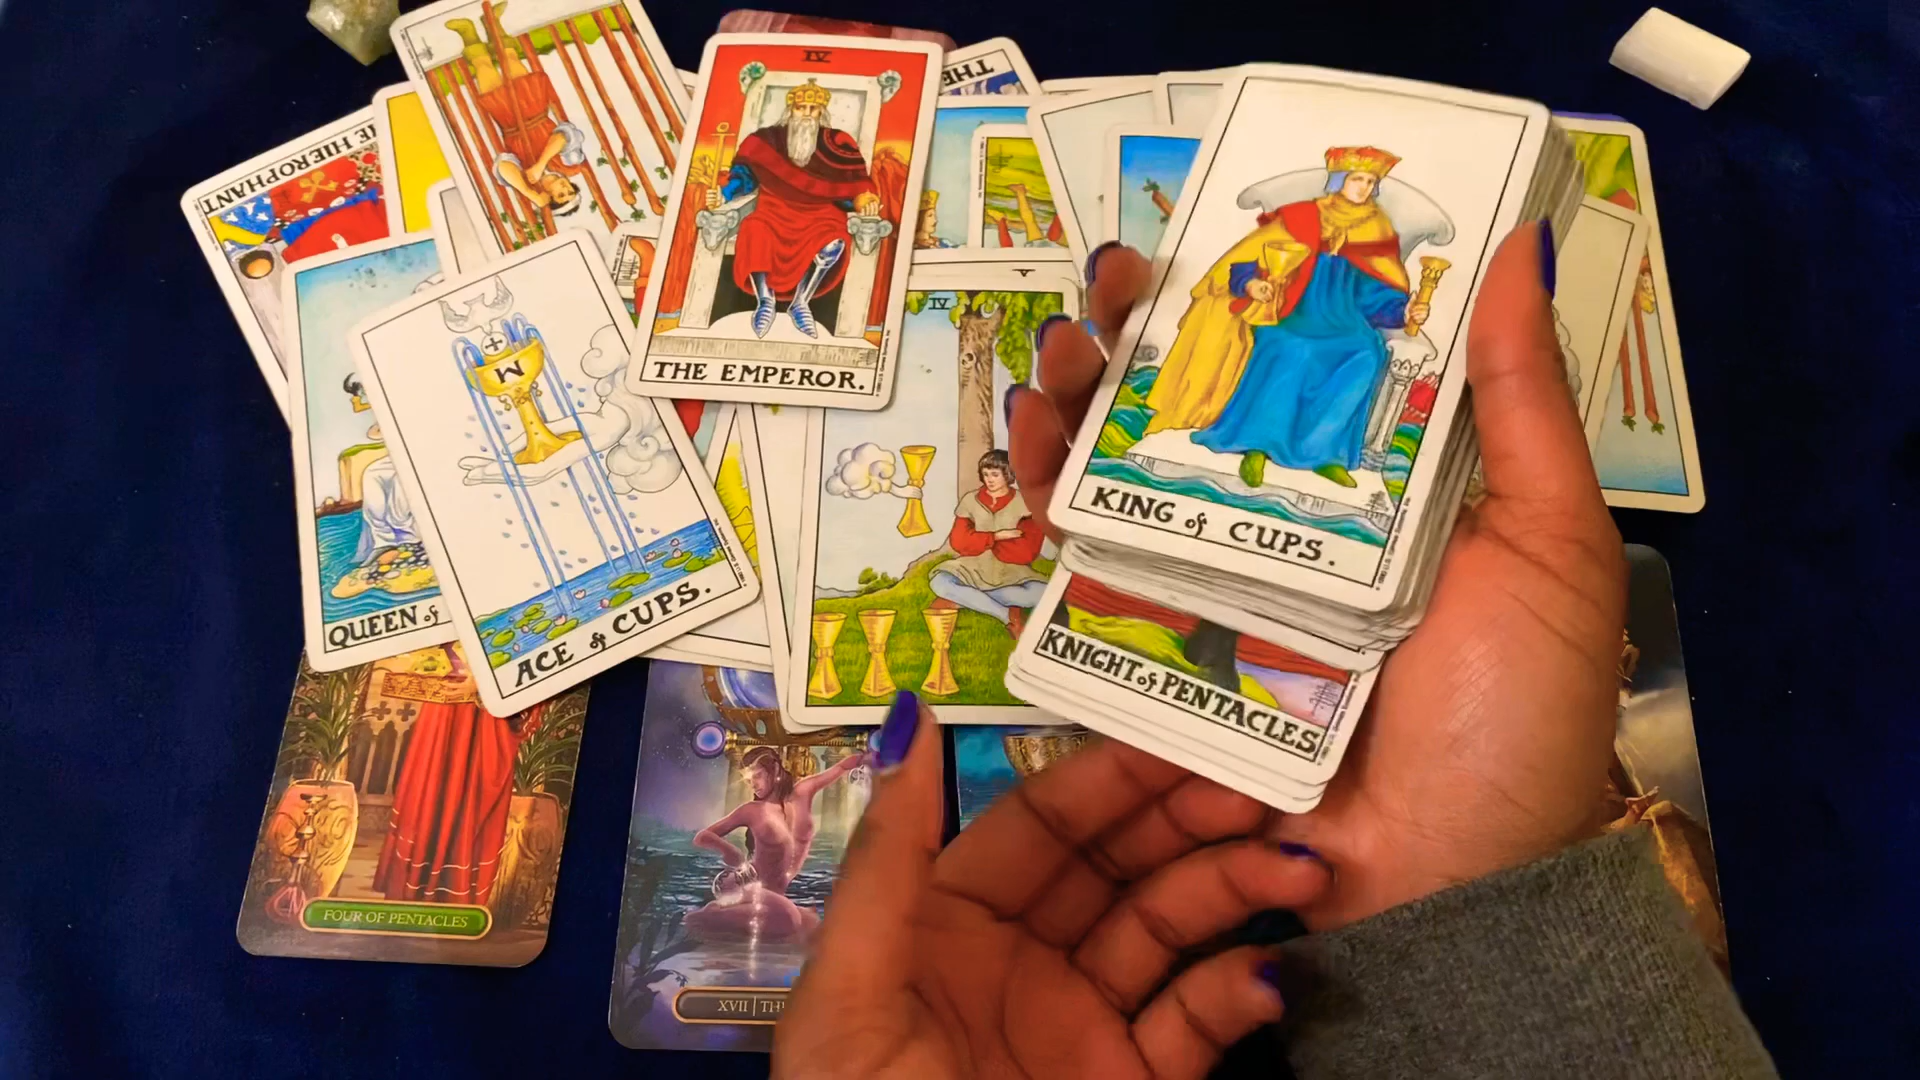 IV
THE
THE EMPEROR.
HIEROPHANT
M
IV
V
KING of CUPS.
QUEEN of
ACE of CUPS.
KNIGHT of PENTACLES
FOUR OF PENTACLES
XVII | TH